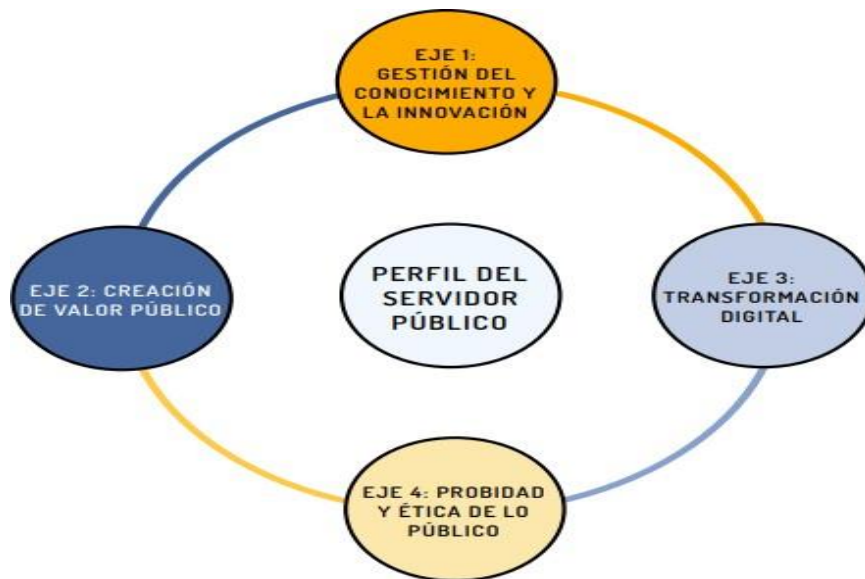 EJE 1:
GESTIÓN DEL
CONOCIMIENTO Y
LA INNOVACIÓN
EJE 2: CREACIÓN
DE VALOR PÚBLICO
PERFIL DEL
SERVIDOR
PÚBLICO
EJE 3:
TRANSFORMACIÓN
DIGITAL
EJE 4: PROBIDAD
Y ÉTICA DE LO
PÚBLICO